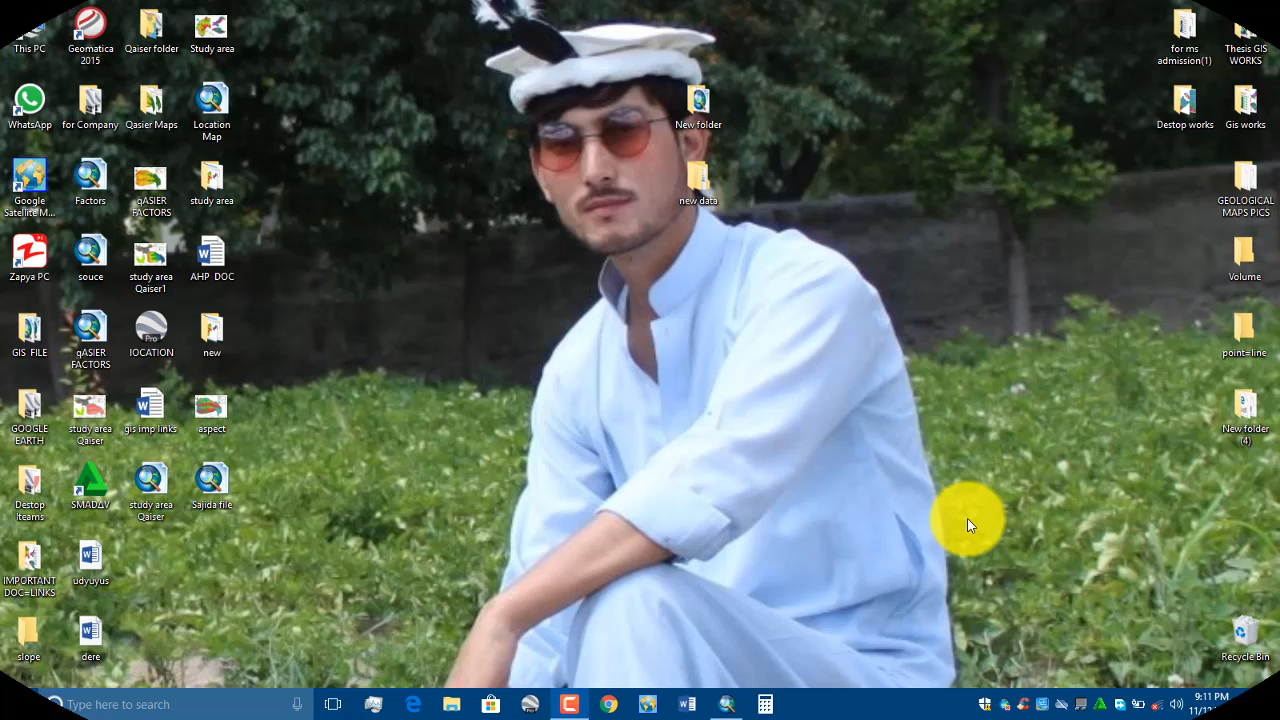 This PC
Geomatica
2015
Qaiser folder
Study area
for ms
admission(1)
Thesis GIS
WORKS
WhatsApp
for Company
Qasier Maps
Location
Map
New folder
Destop works
Gis works
Google
Satellite M...
Factors
qASIER
FACTORS
study area
new data
GEOLOGICAL
MAPS PICS
Zapya PC
souce
study area
Qaiser1
AHP_DOC
Volume
GIS_FILE
qASIER
FACTORS
Pro
lOCATION
new
point=line
GOOGLE
EARTH
study area
Qaiser
gis imp links
aspect
New folder
(4)
Destop
Iteams
SMADΔV
study area
Qaiser
Sajida file
IMPORTANT
DOC=LINKS
udyuyus
slope
dere
Recycle Bin
Type here to search
Pro
9:11 PM